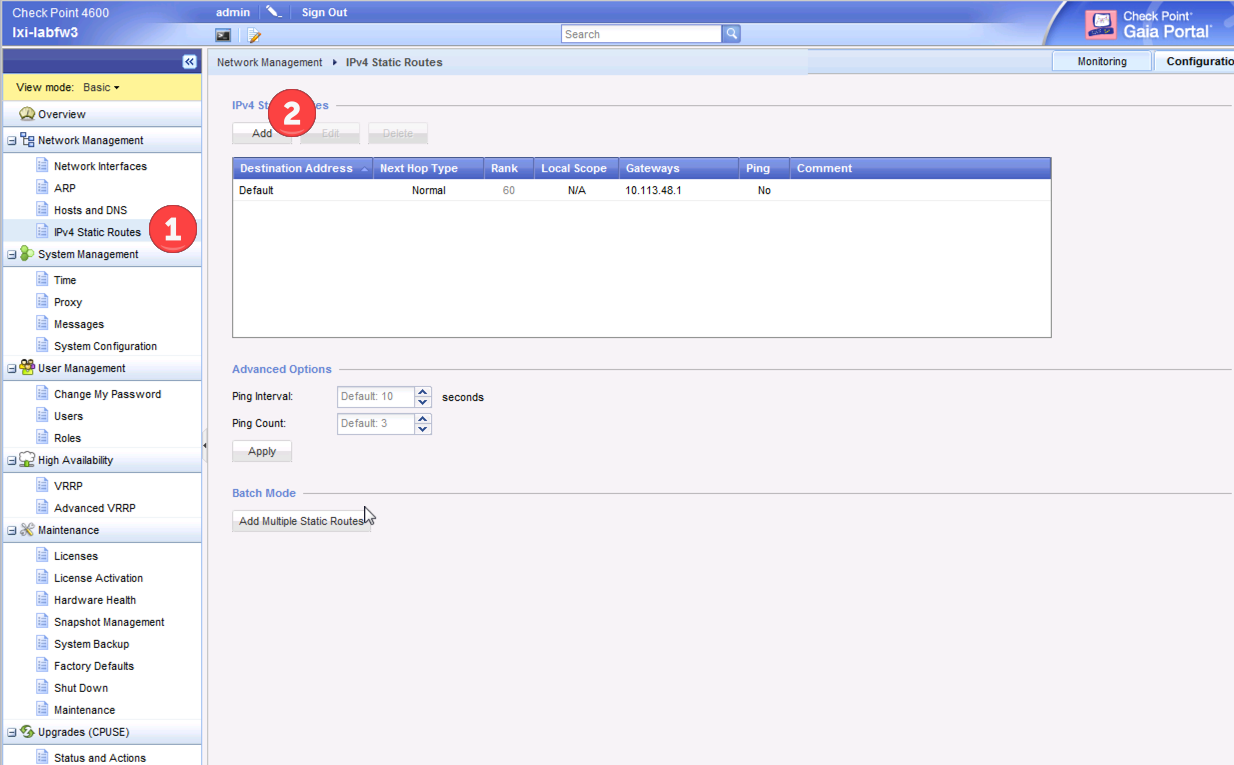 Check Point 4600
lxi-labfw3
admin
Sign Out
Search
Check Point
Gaia Portal
Network Management ▸ IPv4 Static Routes
Monitoring
Configuratio
View mode: Basic
Overview
Network Management
Network Interfaces
ARP
Hosts and DNS
IPv4 Static Routes
1
System Management
Time
Proxy
Messages
System Configuration
User Management
Change My Password
Users
Roles
High Availability
VRRP
Advanced VRRP
Maintenance
Licenses
License Activation
Hardware Health
Snapshot Management
System Backup
Factory Defaults
Shut Down
Maintenance
Upgrades (CPUSE)
Status and Actions
IPv4 St es
2
Add Edit Delete
Destination Address Next Hop Type Rank Local Scope Gateways Ping Comment
Default Normal 60 N/A 10.113.48.1 No
Advanced Options
Ping Interval: Default: 10 seconds
Ping Count: Default: 3
Apply
Batch Mode
Add Multiple Static Routes